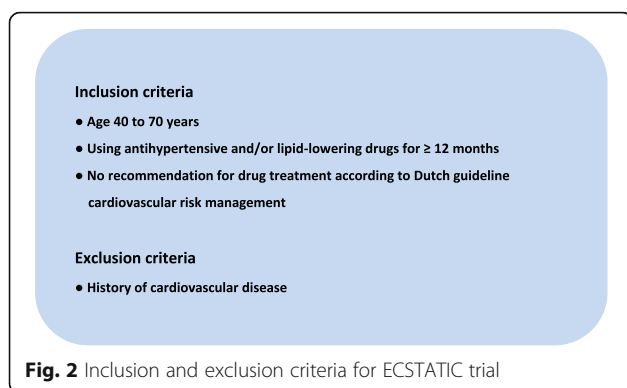 Inclusion criteria
● Age 40 to 70 years
● Using antihypertensive and/or lipid-lowering drugs for ≥ 12 months
● No recommendation for drug treatment according to Dutch guideline
cardiovascular risk management
Exclusion criteria
● History of cardiovascular disease
Fig. 2 Inclusion and exclusion criteria for ECSTATIC trial